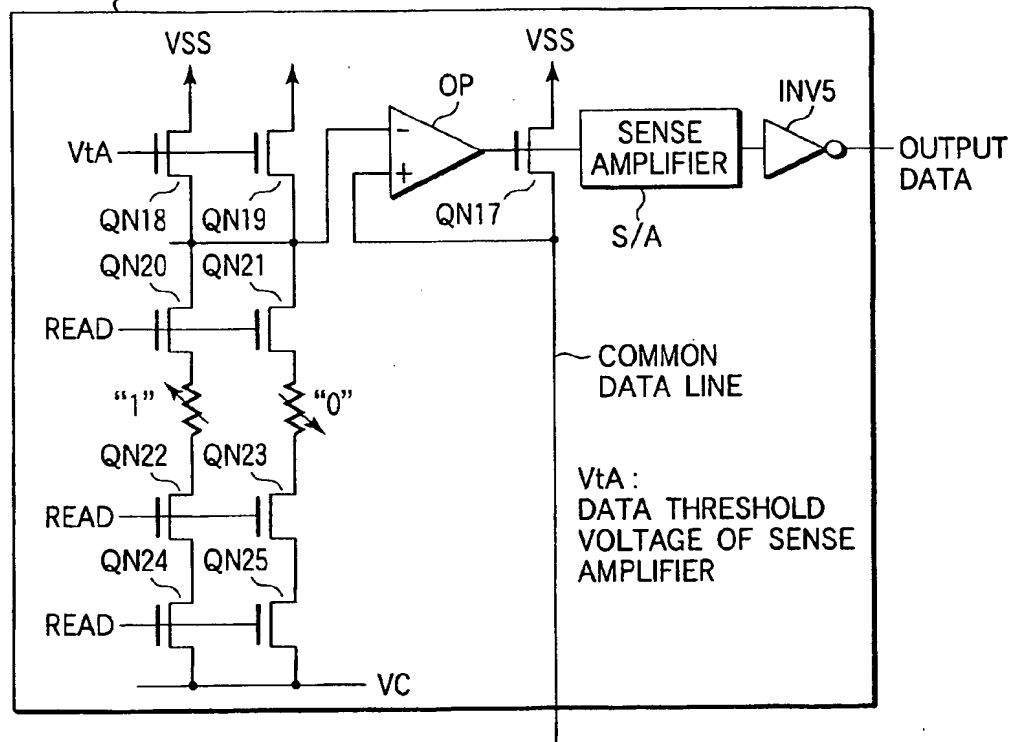 VSS
VSS
OP
INV5
VtA
SENSE
AMPLIFIER
OUTPUT
DATA
QN18
QN19
-
+
QN17
S/A
QN20
QN21
READ
COMMON
DATA LINE
"1"
"0"
QN22
QN23
READ
VtA :
DATA THRESHOLD
VOLTAGE OF SENSE
AMPLIFIER
QN24
QN25
READ
VC